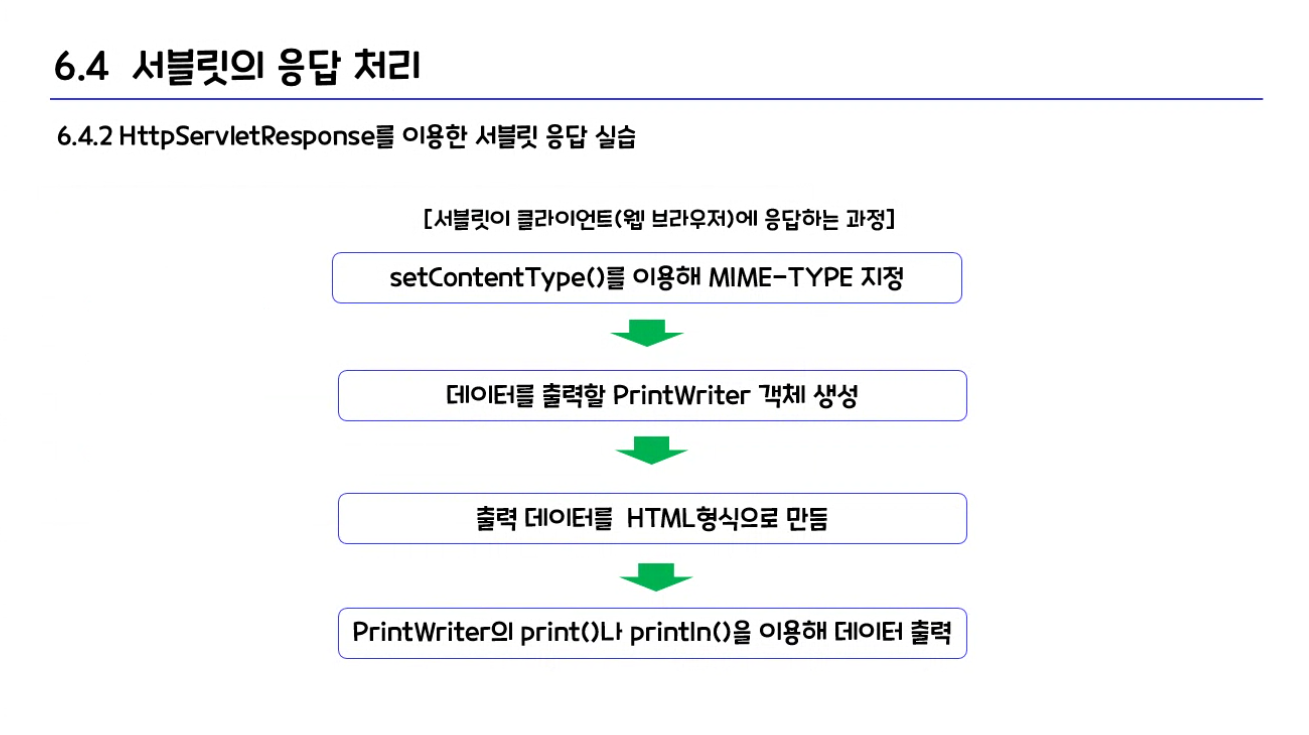 6.4 서블릿의 응답 처리
6.4.2 HttpServletResponse를 이용한 서블릿 응답 실습
[서블릿이 클라이언트(웹 브라우저)에 응답하는 과정]
setContentType()를 이용해 MIME-TYPE 지정
데이터를 출력할 PrintWriter 객체 생성
출력 데이터를 HTML형식으로 만듬
PrintWriter의 print()나 println()을 이용해 데이터 출력